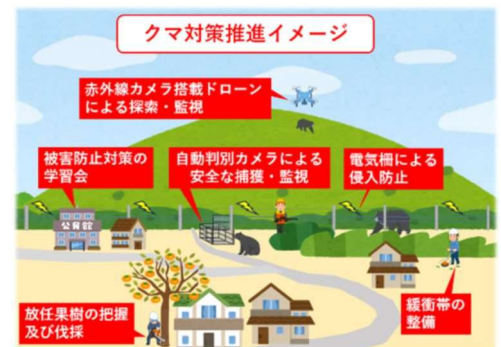 クマ対策推進イメージ
赤外線カメラ搭載ドローン
による探索・監視
被害防止対策の
学習会
自動判別カメラによる
安全な捕獲・監視
電気柵による
侵入防止
公民館
放任果樹の把握
及び伐採
緩衝帯の
整備